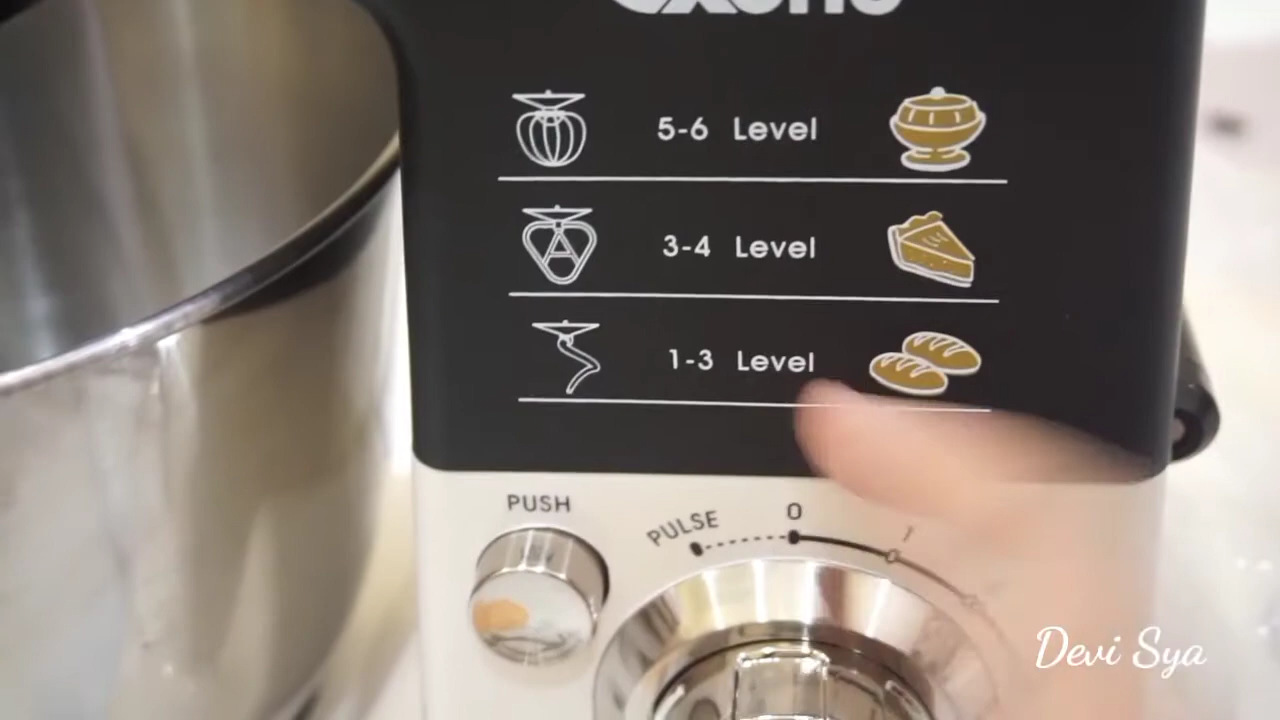 5-6 Level
3-4 Level
1-3 Level
PUSH
PULSE 0 1
Devi Sya